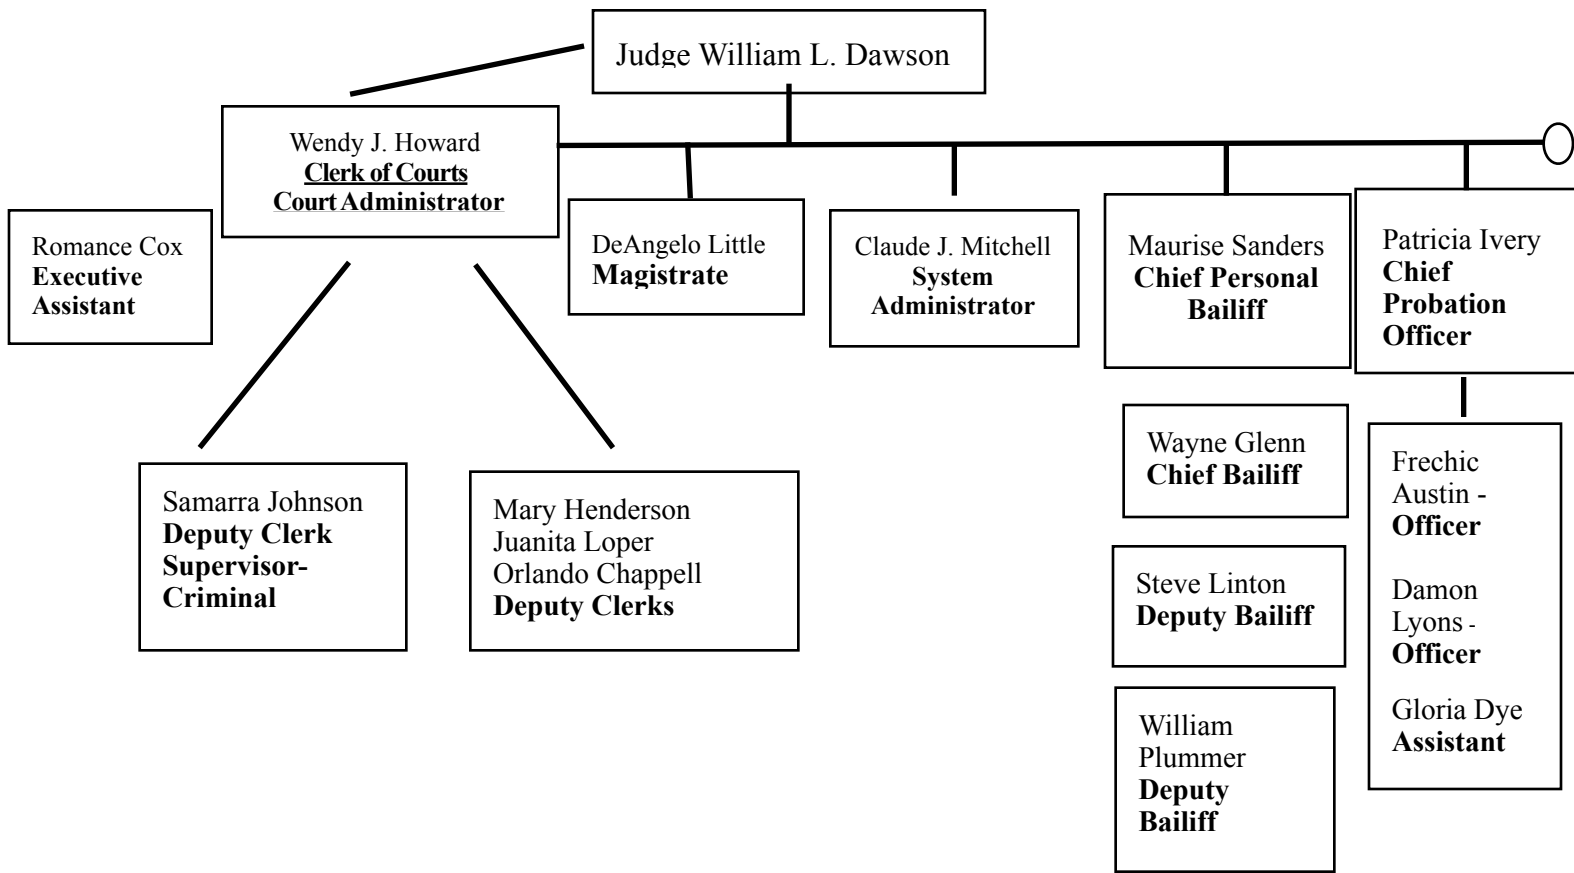 Judge William L. Dawson
Wendy J. Howard
Clerk of Courts
Court Administrator
Romance Cox
Executive
Assistant
DeAngelo Little
Magistrate
Claude J. Mitchell
System
Administrator
Maurise Sanders
Chief Personal
Bailiff
Patricia Ivery
Chief
Probation
Officer
Samarra Johnson
Deputy Clerk
Supervisor-
Criminal
Mary Henderson
Juanita Loper
Orlando Chappell
Deputy Clerks
Wayne Glenn
Chief Bailiff
Steve Linton
Deputy Bailiff
William
Plummer
Deputy
Bailiff
Frechic
Austin -
Officer
Damon
Lyons -
Officer
Gloria Dye
Assistant